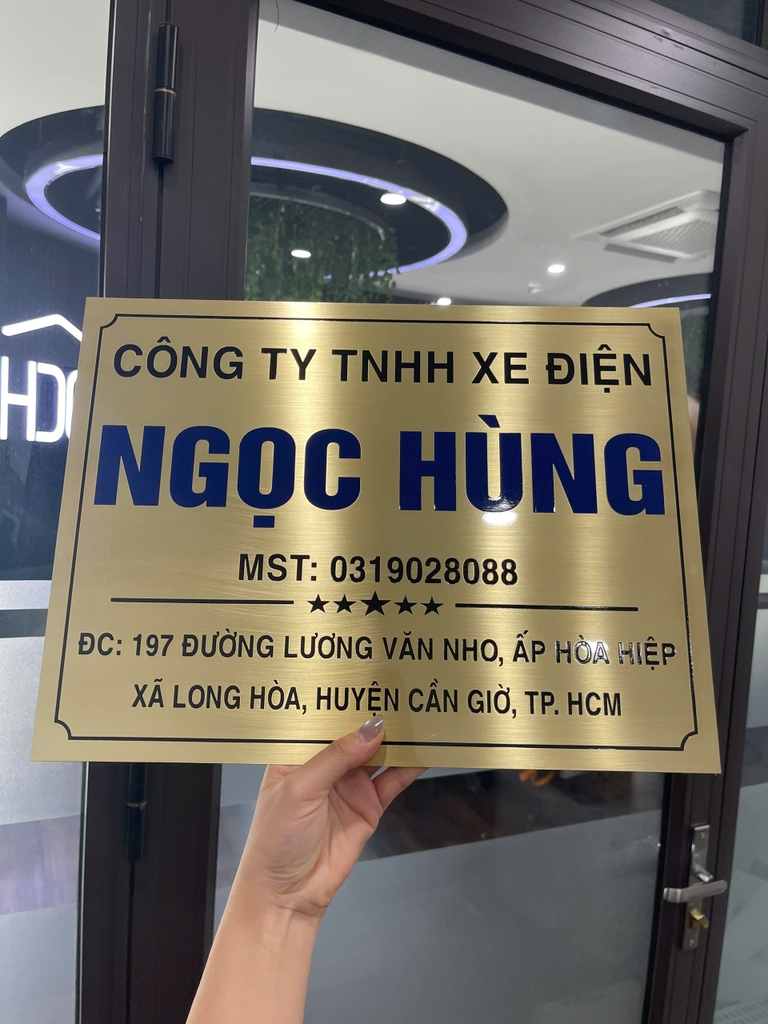 CÔNG TY TNHH XE ĐIỆN
NGỌC HÙNG
MST: 0319028088
ĐC: 197 ĐƯỜNG LƯƠNG VĂN NHO, ẤP HÒA HIỆP
XÃ LONG HÒA, HUYỆN CẦN GIỜ, TP. HCM